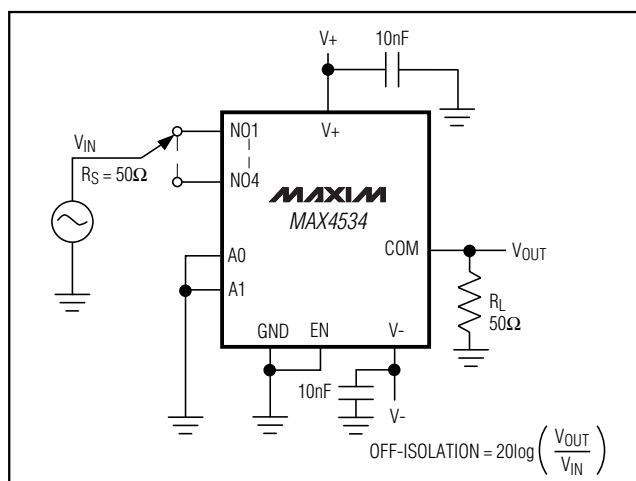 V+
10nF
V+
NO1
VIN
RS = 50Ω
NO4
MAXIM
MAX4534
COM
VOUT
A0
A1
RL
50Ω
GND
EN
V-
10nF
V-
OFF-ISOLATION = 20log(VOUT/VIN)